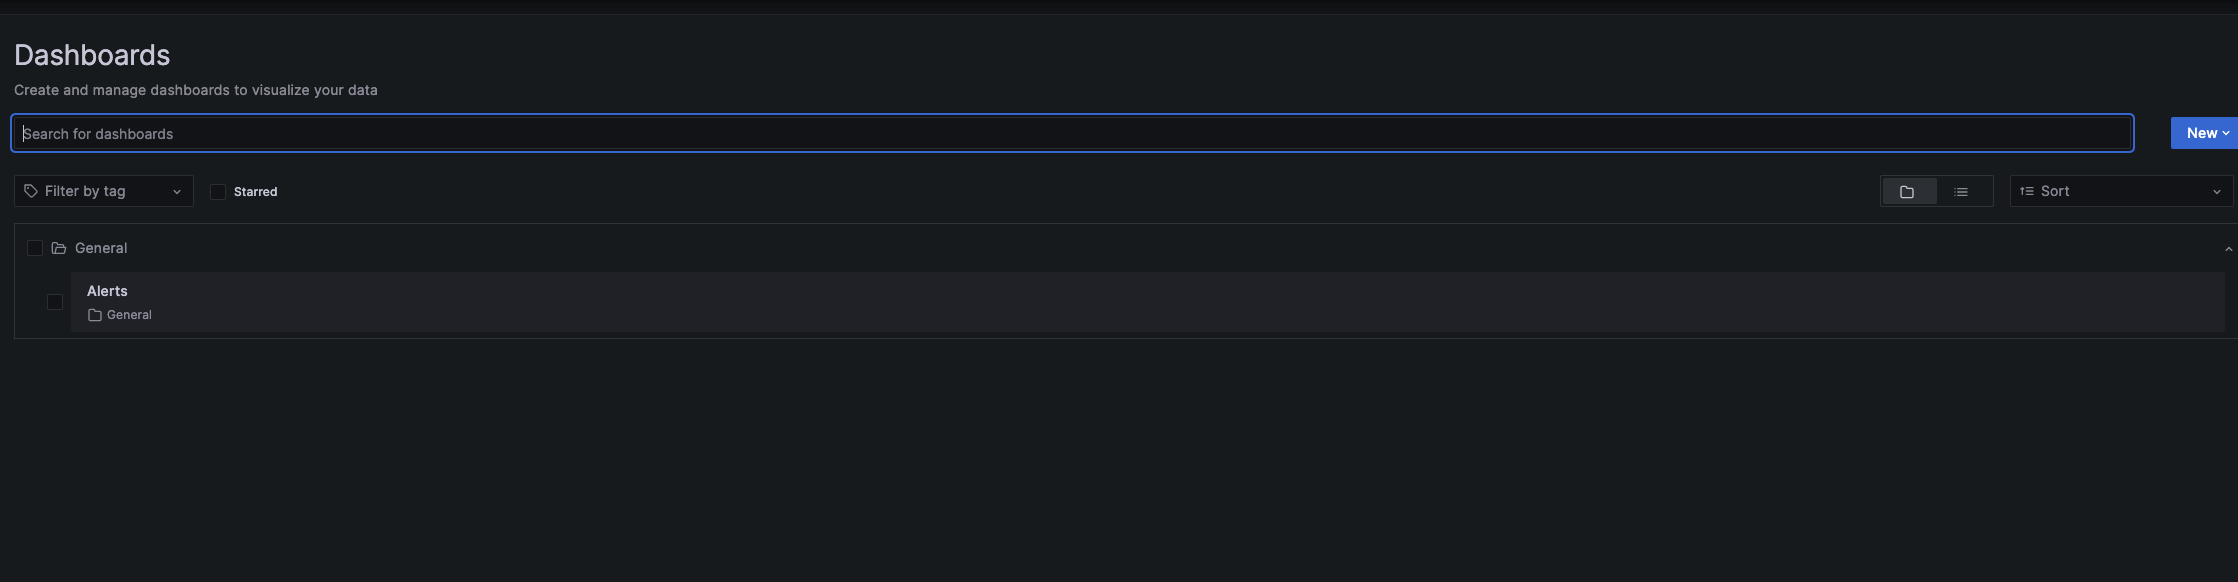 Dashboards
Create and manage dashboards to visualize your data
Search for dashboards
New
Filter by tag
Starred
Sort
General
Alerts
General